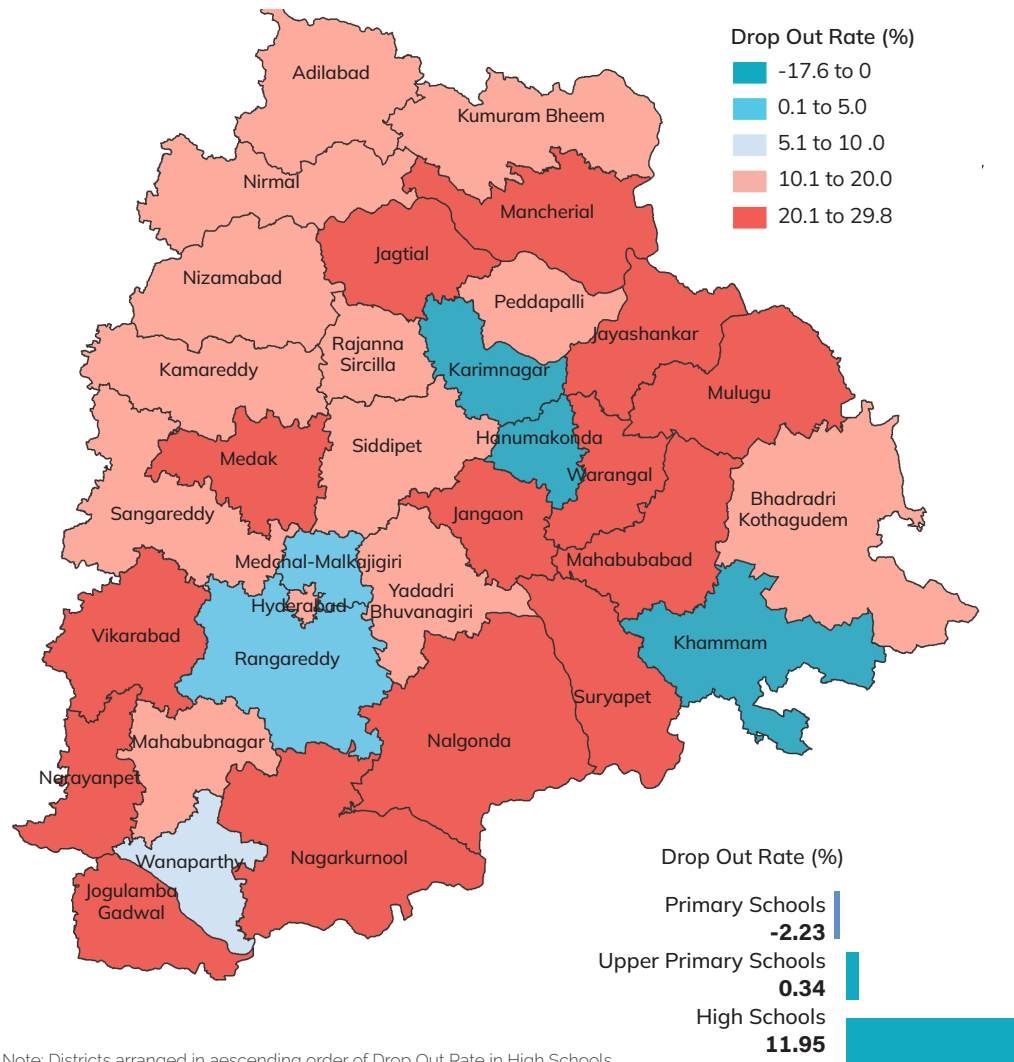 Drop Out Rate (%)
-17.6 to 0
0.1 to 5.0
5.1 to 10 .0
10.1 to 20.0
20.1 to 29.8
Adilabad
Kumuram Bheem
Nirmal
Mancherial
Jagtial
Nizamabad
Peddapalli
Jayashankar
Rajanna
Sircilla
Kamareddy
Karimnagar
Mulugu
Siddipet
Hanumakonda
Medak
Warangal
Bhadradri
Kothagudem
Sangareddy
Jangaon
Mahabubabad
Medchal-Malkajigiri
Yadadri
Bhuvanagiri
Hyderabad
Vikarabad
Rangareddy
Khammam
Suryapet
Mahabubnagar
Nalgonda
Narayanpet
Wanaparthy
Nagarkurnool
Jogulamba
Gadwal
Drop Out Rate (%)
Primary Schools
-2.23
Upper Primary Schools
0.34
High Schools
11.95
Note: Districts arranged in aescending order of Drop Out Rate in High Schools